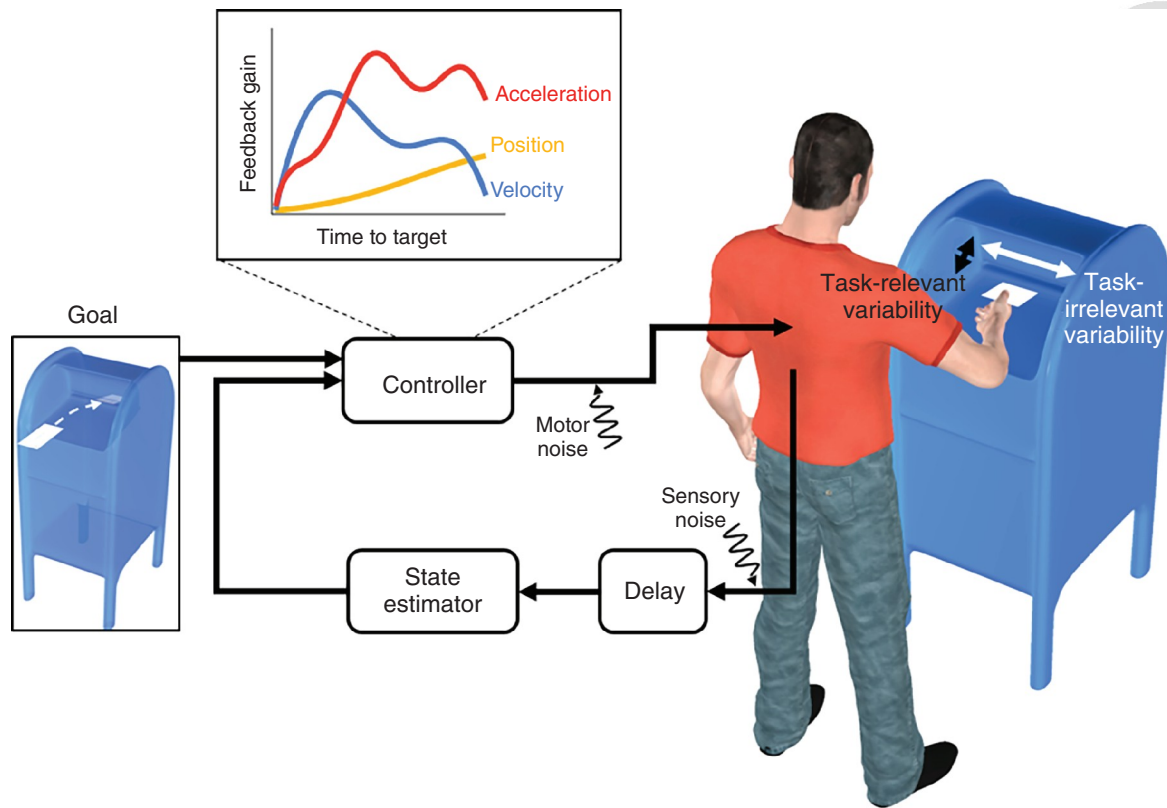 Feedback gain
Acceleration
Position
Velocity
Time to target
Goal
Controller
Motor
noise
Task-relevant
variability
Task-
irrelevant
variability
Sensory
noise
State
estimator
Delay